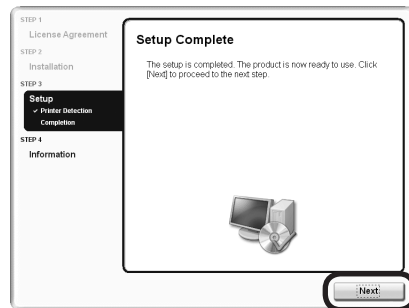 STEP 1
License Agreement
STEP 2
Installation
STEP 3
Setup
✓ Printer Detection
Completion
STEP 4
Information
Setup Complete
The setup is completed. The product is now ready to use. Click
[Next] to proceed to the next step.
Next